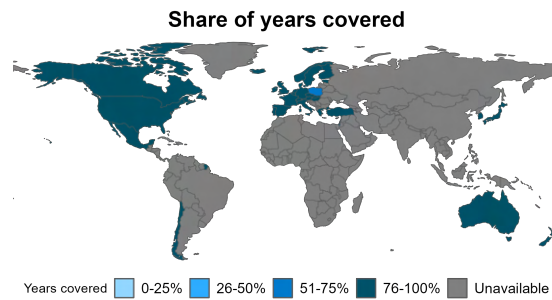 Share of years covered
Years covered 0-25% 26-50% 51-75% 76-100% Unavailable